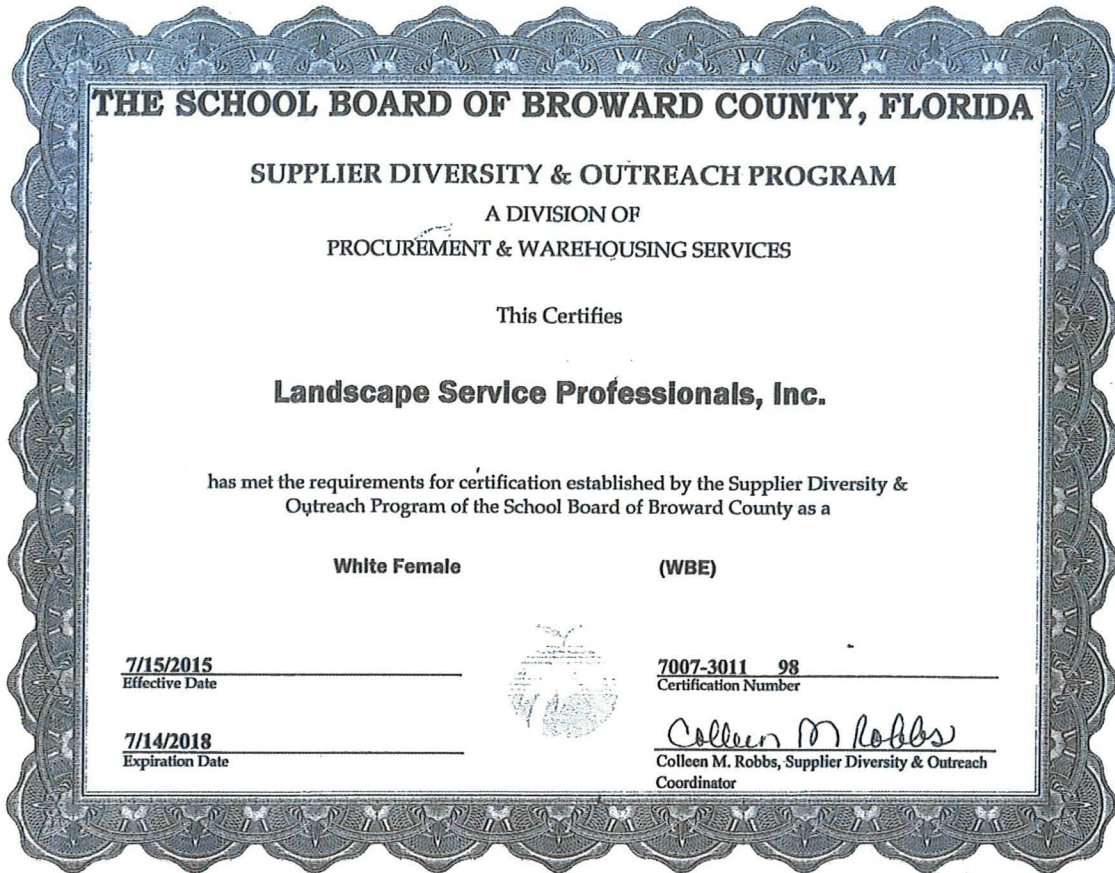 THE SCHOOL BOARD OF BROWARD COUNTY, FLORIDA
SUPPLIER DIVERSITY & OUTREACH PROGRAM
A DIVISION OF
PROCUREMENT & WAREHOUSING SERVICES
This Certifies
Landscape Service Professionals, Inc.
has met the requirements for certification established by the Supplier Diversity &
Outreach Program of the School Board of Broward County as a
White Female (WBE)
7/15/2015 7007-3011 98
Effective Date Certification Number
7/14/2018 Colleen M Robbs
Expiration Date Colleen M. Robbs, Supplier Diversity & Outreach
Coordinator